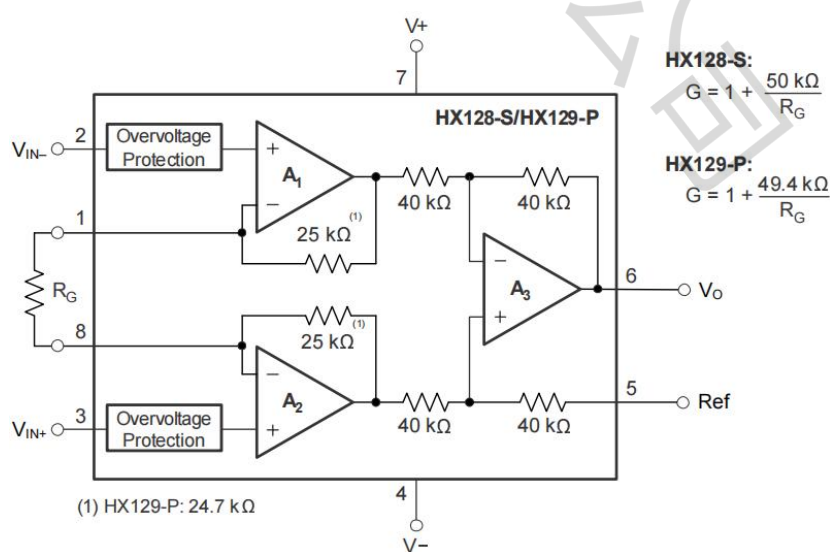 V+
7
HX128-S:
G = 1 + 50 kΩ / RG
HX128-S/HX129-P
HX129-P:
G = 1 + 49.4 kΩ / RG
VIN– 2
Overvoltage
Protection
+
A1
–
40 kΩ
40 kΩ
1
(1)
25 kΩ
RG
–
A3
+
6
VO
8
25 kΩ
(1)
–
A2
+
40 kΩ
40 kΩ
5
Ref
VIN+ 3
Overvoltage
Protection
4
(1) HX129-P: 24.7 kΩ
V–
司